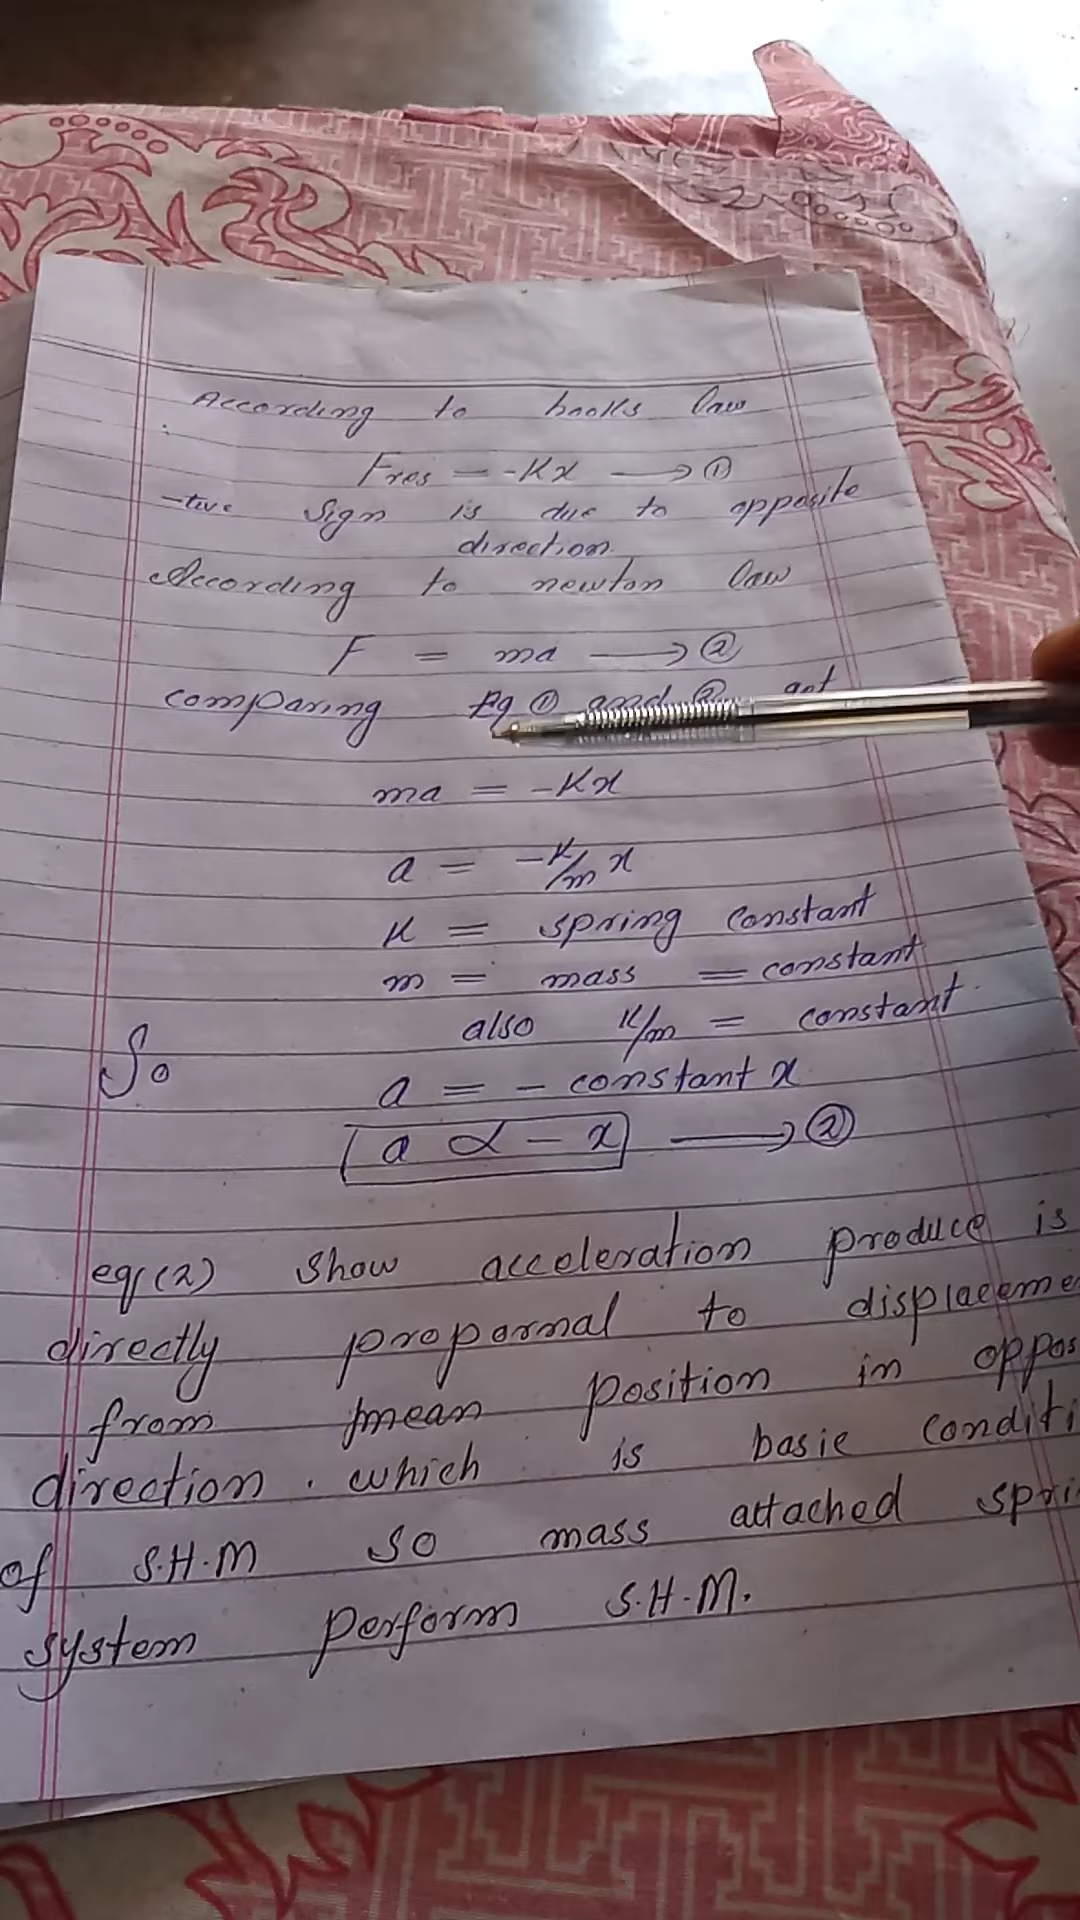 According to hooks law
Fres = -Kx → ①
-tive Sign is due to opposite
direction.
According to newton law
F = ma → ②
comparing Eq ① and ② get
ma = -Kx
a = -K/m x
K = spring constant
m = mass = constant
also K/m = constant
So
a = - constant x
a ∝ - x → ②
eq(2) show acceleration produce is
directly propornal to displaceme
from mean position in oppos
direction. which is basic conditi
of S.H.M so mass attached spri
system perform S.H.M.